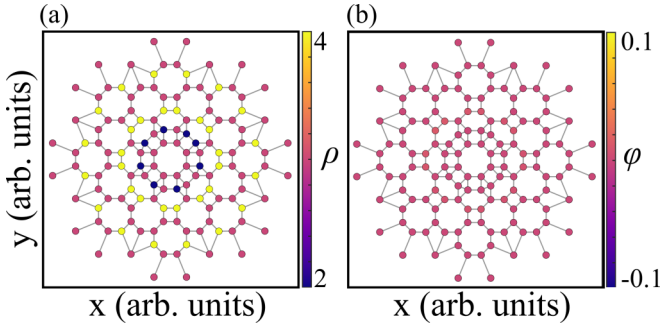 (a)
(b)
4
ρ
2
0.1
φ
-0.1
y (arb. units)
x (arb. units)
x (arb. units)